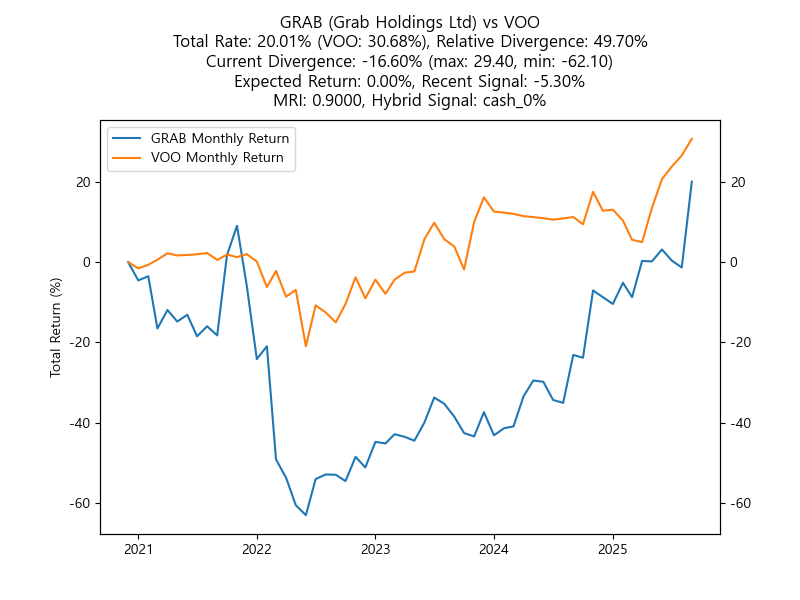 GRAB (Grab Holdings Ltd) vs VOO
Total Rate: 20.01% (VOO: 30.68%), Relative Divergence: 49.70%
Current Divergence: -16.60% (max: 29.40, min: -62.10)
Expected Return: 0.00%, Recent Signal: -5.30%
MRI: 0.9000, Hybrid Signal: cash_0%
GRAB Monthly Return
VOO Monthly Return
Total Return (%)
20
0
-20
-40
-60
20
0
-20
-40
-60
2021 2022 2023 2024 2025